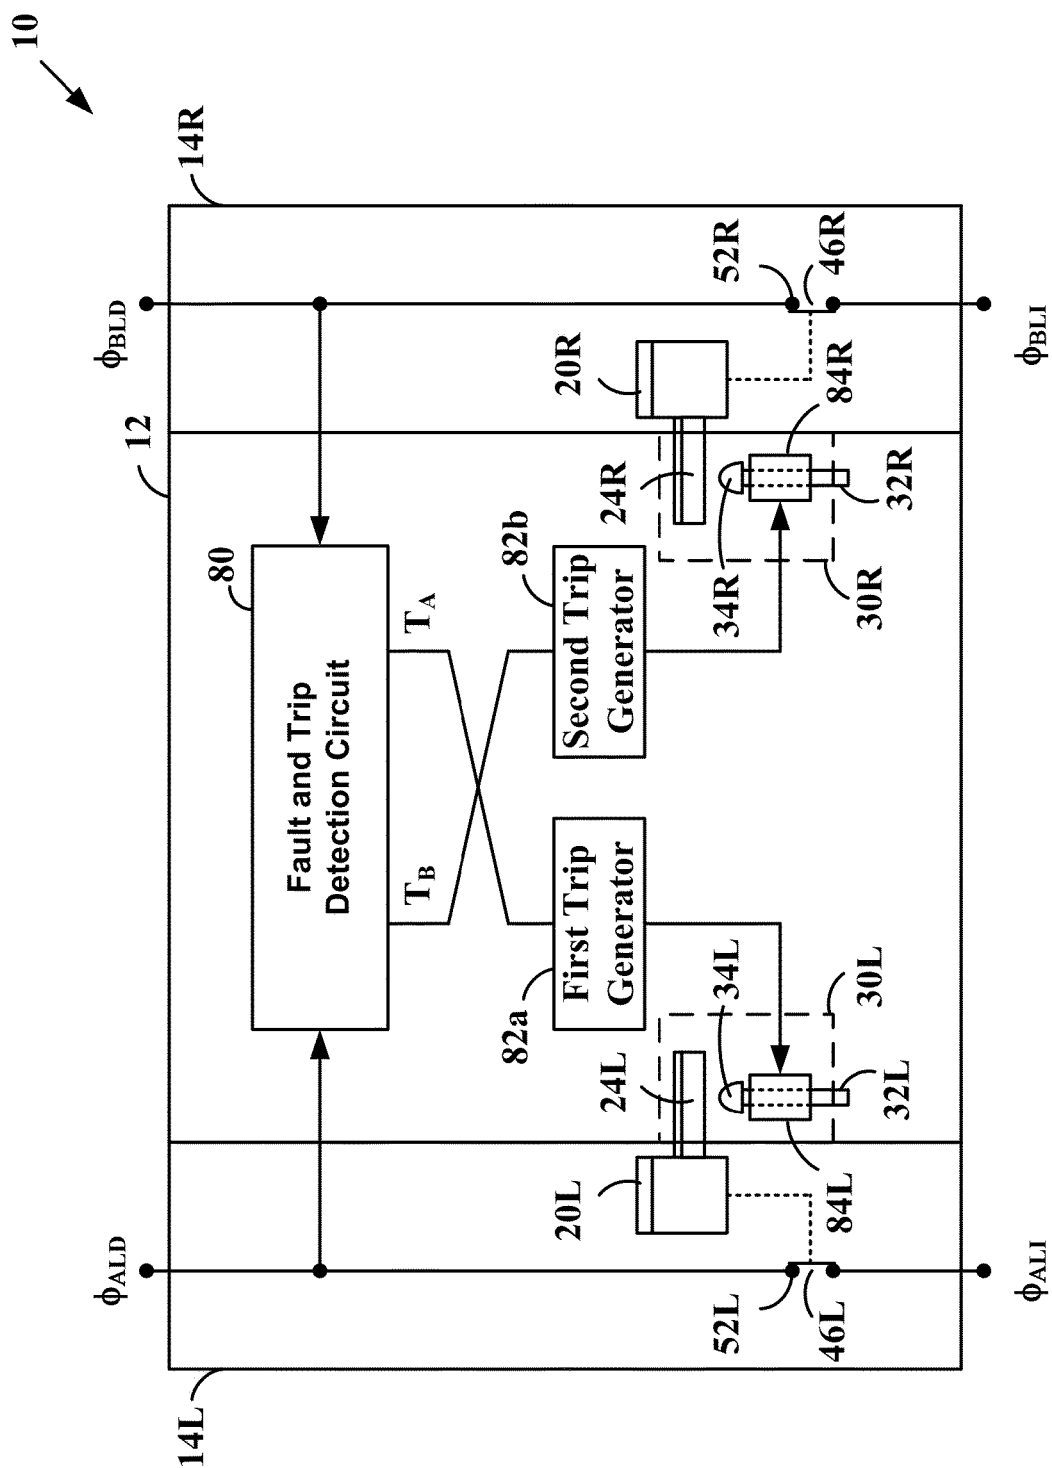 10
14L
14R
12
ϕALD
ϕBLD
80
Fault and Trip
Detection Circuit
TB
TA
82a
First Trip
Generator
82b
Second Trip
Generator
20L
24L
34L
30L
84L
32L
52L
46L
20R
24R
34R
30R
84R
32R
52R
46R
ϕALI
ϕBLI